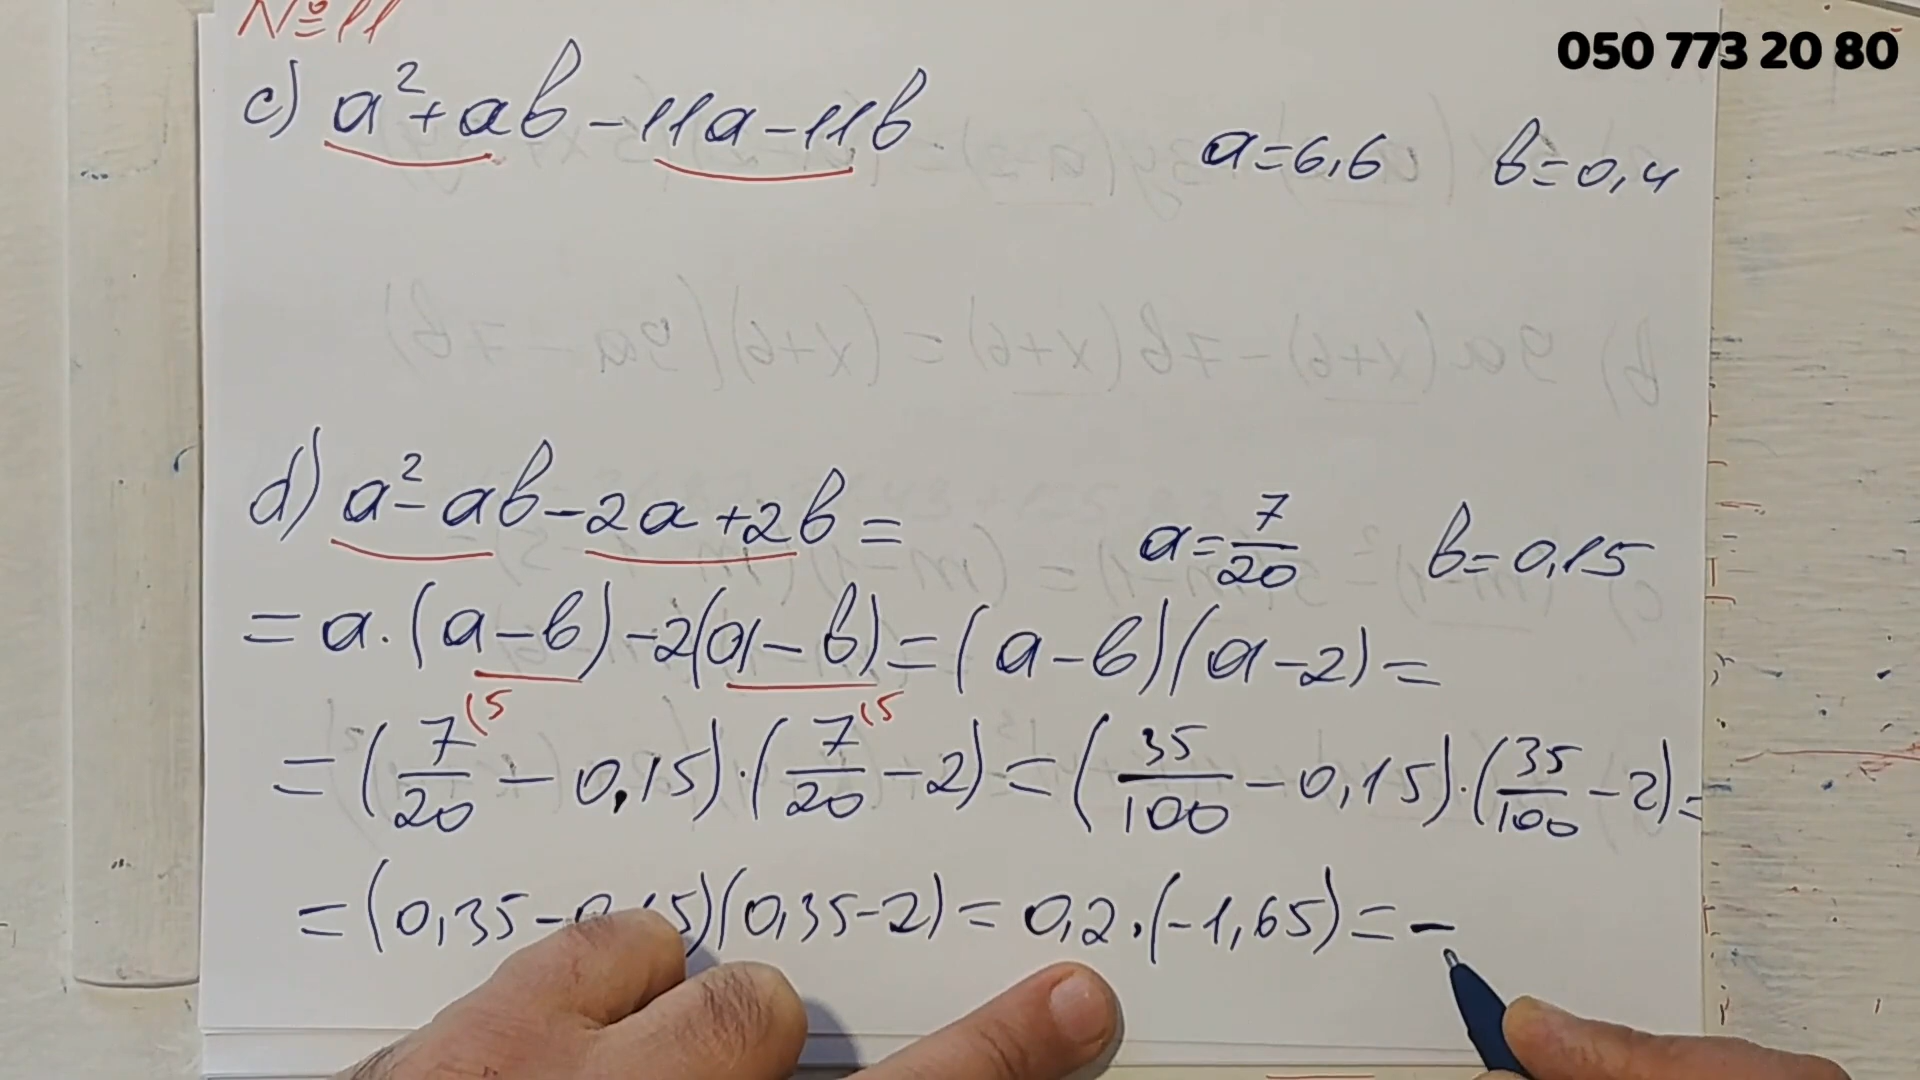 050 773 20 80
№11
c) a²+ab-11a-11b a=6,6 b=0,4
d) a²-ab-2a+2b= a=7/20 b=0,15
=a·(a-b)-2(a-b)=(a-b)(a-2)=
=(7/20 (5 -0,15)·(7/20 (5 -2)=(35/100-0,15)·(35/100-2)=
=(0,35-0,15)(0,35-2)=0,2·(-1,65)=-